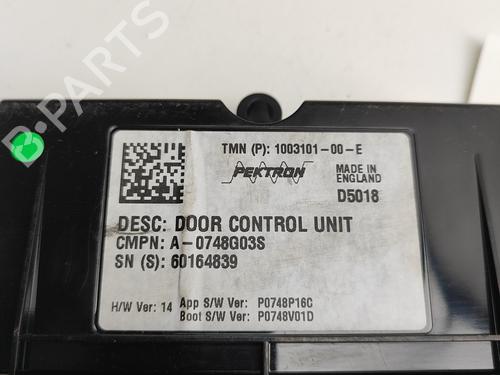 TMN (P): 1003101-00-E
PEKTRON
MADE IN
ENGLAND
D5018
DESC: DOOR CONTROL UNIT
CMPN: A-0748G03S
SN (S): 60164839
H/W Ver: 14 App S/W Ver: P0748P16C
Boot S/W Ver: P0748V01D
B-PARTS